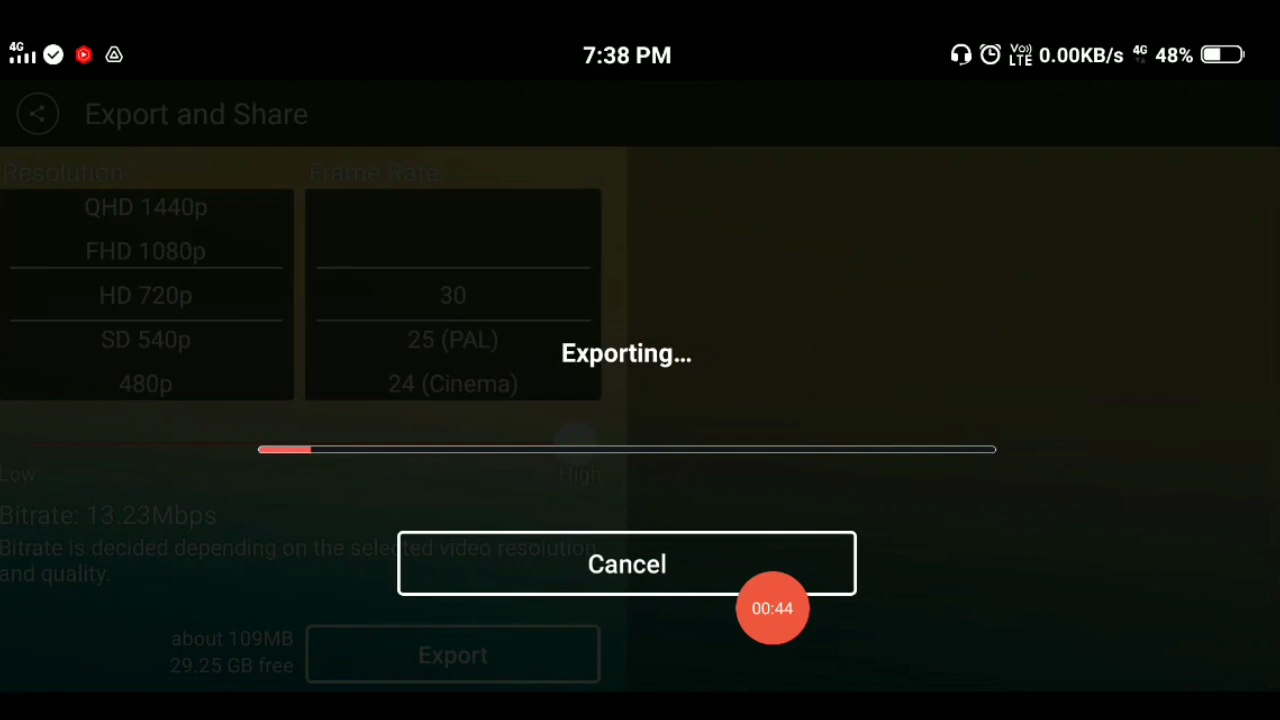 4G
7:38 PM
VoLTE 0.00KB/s 4G 48%
Export and Share
Resolution
Frame Rate
QHD 1440p
FHD 1080p
HD 720p
SD 540p
480p
30
25 (PAL)
24 (Cinema)
Exporting...
Low
High
Bitrate: 13.23Mbps
Bitrate is decided depending on the selected video resolution
and quality.
Cancel
00:44
about 109MB
29.25 GB free
Export